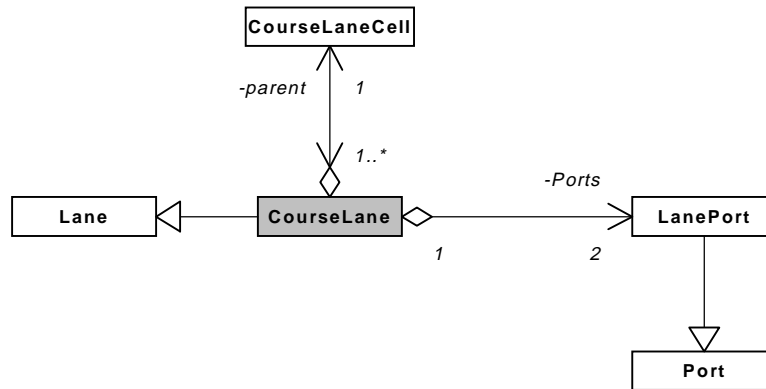 CourseLaneCell
-parent
1
1..*
-Ports
Lane
CourseLane
LanePort
1
2
Port